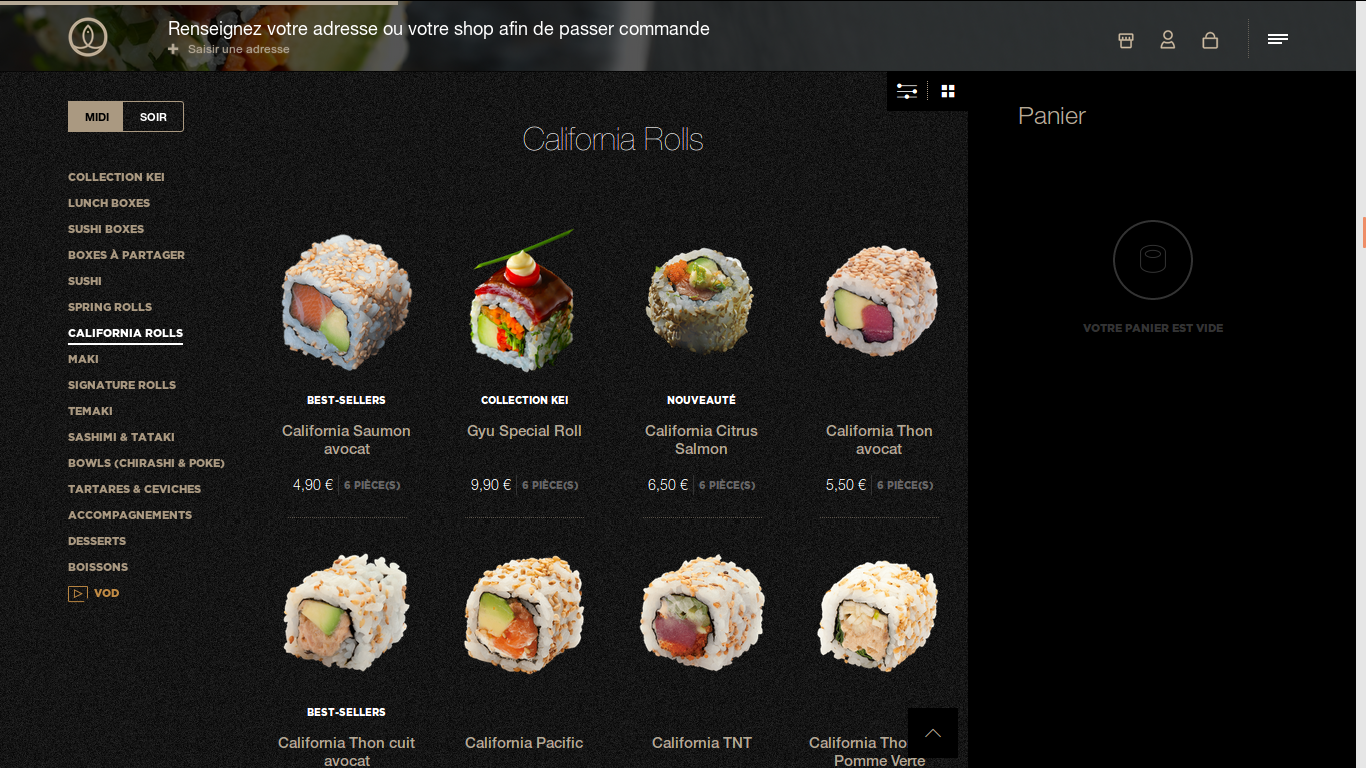 Renseignez votre adresse ou votre shop afin de passer commande
Saisir une adresse
MIDI
SOIR
COLLECTION KEI
LUNCH BOXES
SUSHI BOXES
BOXES À PARTAGER
SUSHI
SPRING ROLLS
CALIFORNIA ROLLS
MAKI
SIGNATURE ROLLS
TEMAKI
SASHIMI & TATAKI
BOWLS (CHIRASHI & POKE)
TARTARES & CEVICHES
ACCOMPAGNEMENTS
DESSERTS
BOISSONS
VOD
California Rolls
BEST-SELLERS
California Saumon
avocat
4,90 € 6 PIÈCE(S)
COLLECTION KEI
Gyu Special Roll
9,90 € 6 PIÈCE(S)
NOUVEAUTÉ
California Citrus
Salmon
6,50 € 6 PIÈCE(S)
California Thon
avocat
5,50 € 6 PIÈCE(S)
BEST-SELLERS
California Thon cuit
avocat
California Pacific
California TNT
California
Pomme Verte
Panier
VOTRE PANIER EST VIDE